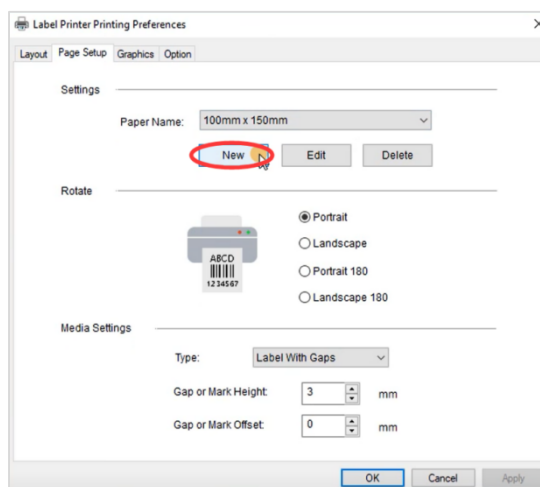 Label Printer Printing Preferences
Layout Page Setup Graphics Option
Settings
Paper Name: 100mm x 150mm
New Edit Delete
Rotate
Portrait
Landscape
Portrait 180
Landscape 180
ABCD
1234567
Media Settings
Type: Label With Gaps
Gap or Mark Height: 3 mm
Gap or Mark Offset: 0 mm
OK Cancel Apply